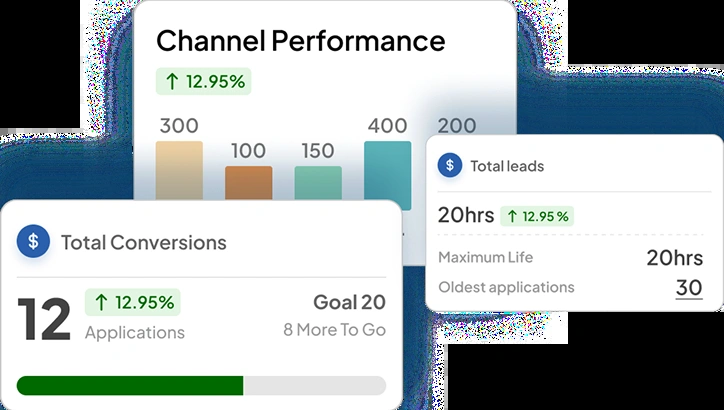 Channel Performance
↑ 12.95%
300
100
150
400
200
$ Total leads
20hrs ↑ 12.95%
Maximum Life 20hrs
Oldest applications 30
$ Total Conversions
12 ↑ 12.95% Goal 20
Applications 8 More To Go